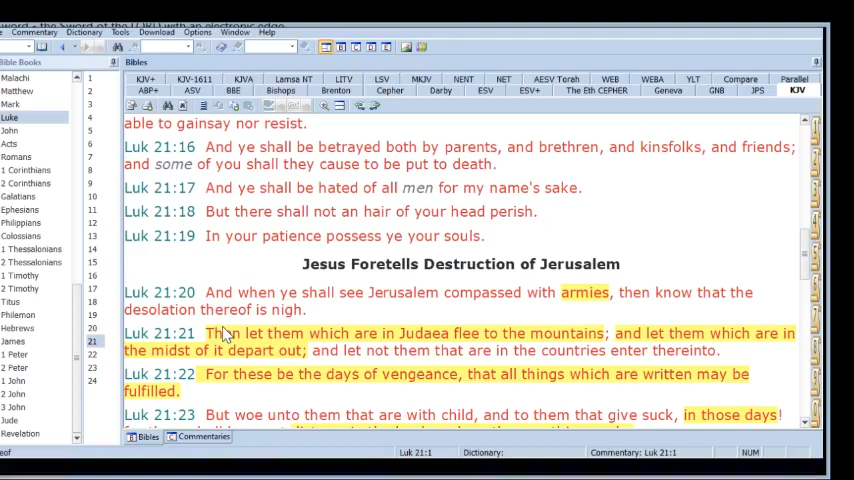 sword - the Sword of the LORD with an electronic edge
Commentary Dictionary Tools Download Options Window Help
B C D E
Bible Books Bibles
KJV+ KJV-1611 KJVA Lamsa NT LITV LSV MKJV NENT NET AESV Torah WEB WEBA YLT Compare Parallel
ABP+ ASV BBE Bishops Brenton Cepher Darby ESV ESV+ The Eth CEPHER Geneva GNB JPS KJV
Malachi
Matthew
Mark
Luke
John
Acts
Romans
1 Corinthians
2 Corinthians
Galatians
Ephesians
Philippians
Colossians
1 Thessalonians
2 Thessalonians
1 Timothy
2 Timothy
Titus
Philemon
Hebrews
James
1 Peter
2 Peter
1 John
2 John
3 John
Jude
Revelation
1
2
3
4
5
6
7
8
9
10
11
12
13
14
15
16
17
18
19
20
21
22
23
24
able to gainsay nor resist.
Luk 21:16 And ye shall be betrayed both by parents, and brethren, and kinsfolks, and friends;
and some of you shall they cause to be put to death.
Luk 21:17 And ye shall be hated of all men for my name's sake.
Luk 21:18 But there shall not an hair of your head perish.
Luk 21:19 In your patience possess ye your souls.
Jesus Foretells Destruction of Jerusalem
Luk 21:20 And when ye shall see Jerusalem compassed with armies, then know that the
desolation thereof is nigh.
Luk 21:21 Then let them which are in Judaea flee to the mountains; and let them which are in
the midst of it depart out; and let not them that are in the countries enter thereinto.
Luk 21:22 For these be the days of vengeance, that all things which are written may be
fulfilled.
Luk 21:23 But woe unto them that are with child, and to them that give suck, in those days!
Bibles Commentaries
eof Luk 21:1 Dictionary: Commentary: Luk 21:1 NUM